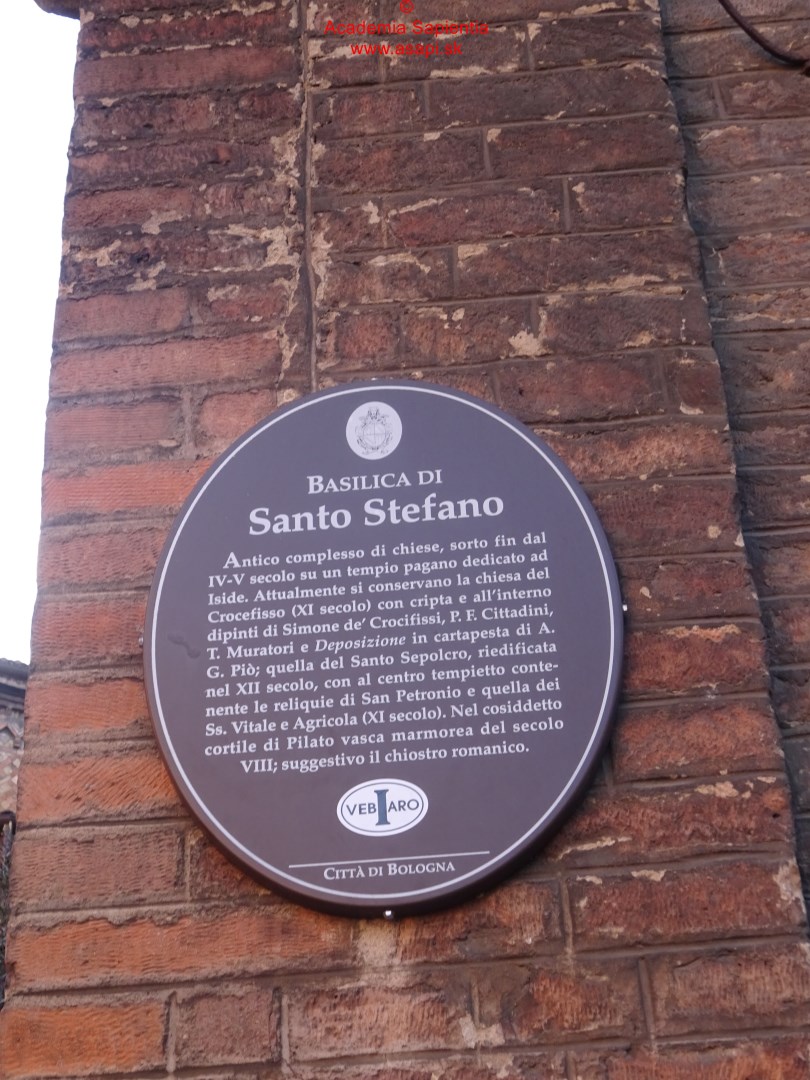 ©
Academia Sapientia
www.asspi.sk
BASILICA DI
Santo Stefano
Antico complesso di chiese, sorto fin dal
IV-V secolo su un tempio pagano dedicato ad
Iside. Attualmente si conservano la chiesa del
Crocefisso (XI secolo) con cripta e all'interno
dipinti di Simone de' Crocifissi, P. F. Cittadini,
T. Muratori e Deposizione in cartapesta di A.
G. Piò; quella del Santo Sepolcro, riedificata
nel XII secolo, con al centro tempietto conte-
nente le reliquie di San Petronio e quella dei
Ss. Vitale e Agricola (XI secolo). Nel cosiddetto
cortile di Pilato vasca marmorea del secolo
VIII; suggestivo il chiostro romanico.
VEBIARO
CITTÀ DI BOLOGNA